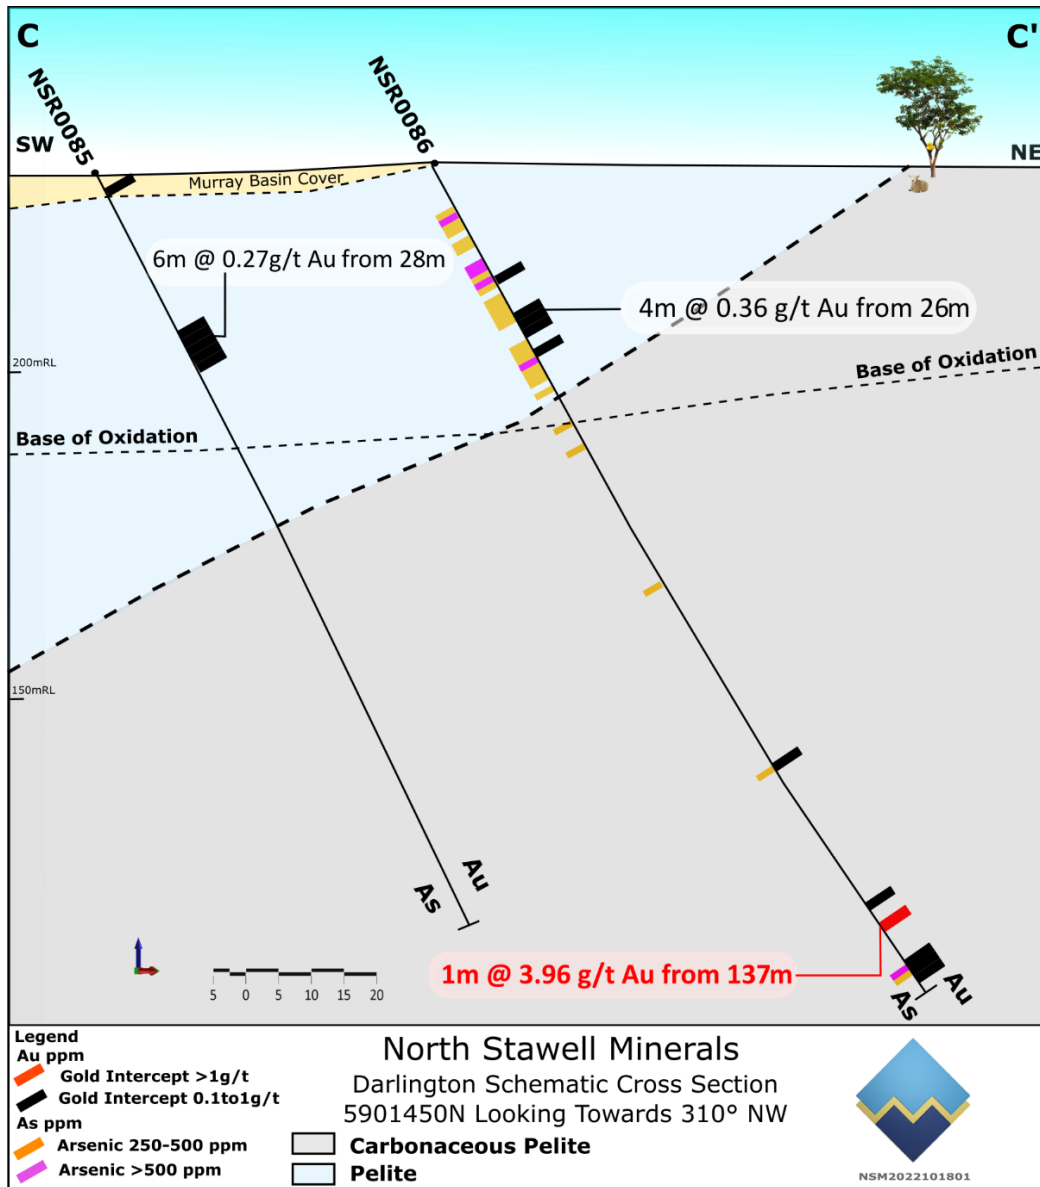 C
C'
NSR0085
NSR0086
SW
NE
Murray Basin Cover
6m @ 0.27g/t Au from 28m
4m @ 0.36 g/t Au from 26m
200mRL
Base of Oxidation
Base of Oxidation
150mRL
As
Au
1m @ 3.96 g/t Au from 137m
As
Au
5 0 5 10 15 20
Legend
Au ppm
Gold Intercept >1g/t
Gold Intercept 0.1to1g/t
As ppm
Arsenic 250-500 ppm
Arsenic >500 ppm
North Stawell Minerals
Darlington Schematic Cross Section
5901450N Looking Towards 310° NW
Carbonaceous Pelite
Pelite
NSM2022101801